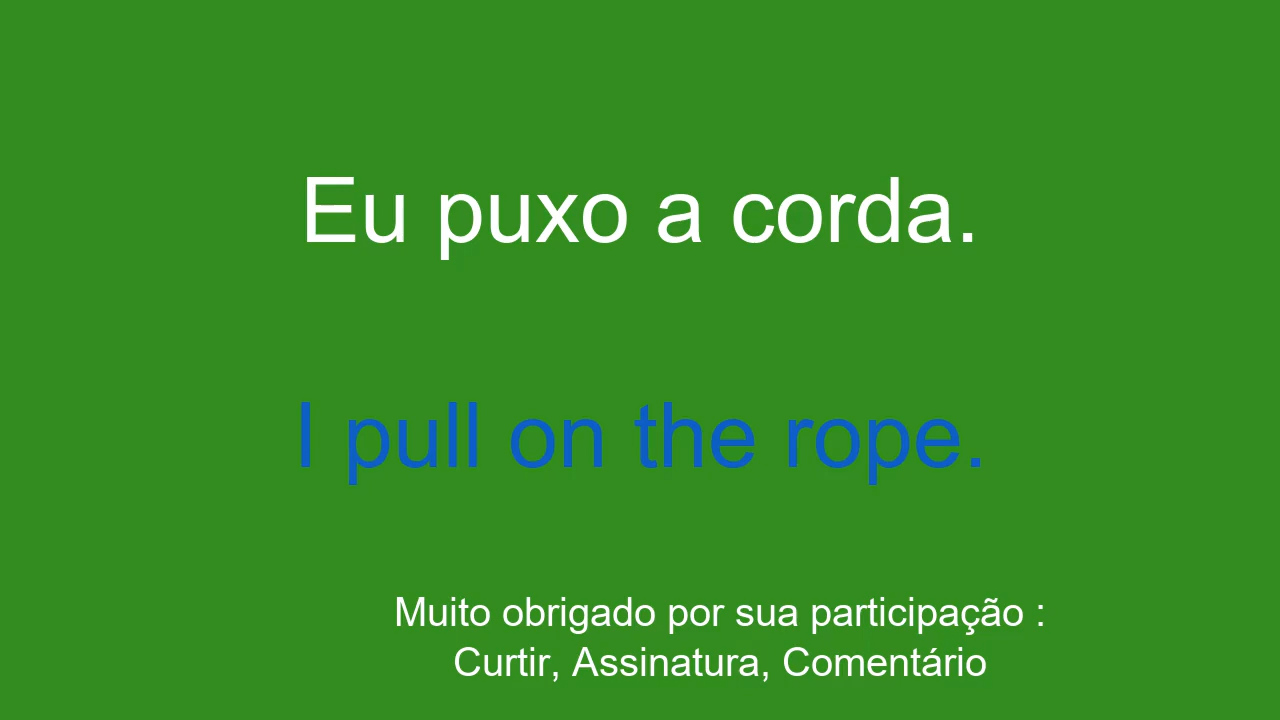 Eu puxo a corda.
I pull on the rope.
Muito obrigado por sua participação :
Curtir, Assinatura, Comentário